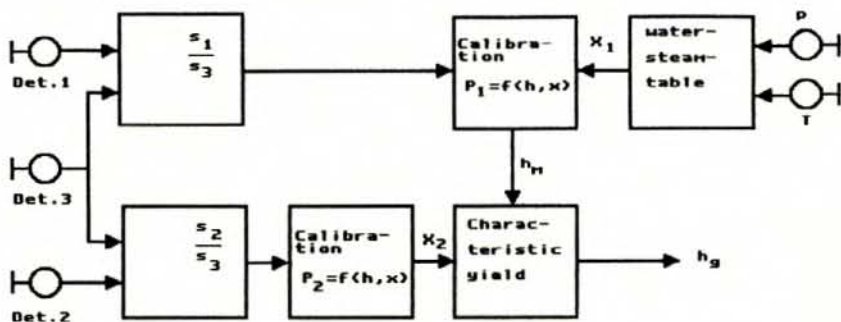 s1
s3
Det.1
Calibra-
tion
P1=f(h,x)
X1
water-
steam-
table
P
T
Det.3
hM
s2
s3
Calibra-
tion
P2=f(h,x)
X2
Charac-
teristic
yield
hg
Det.2